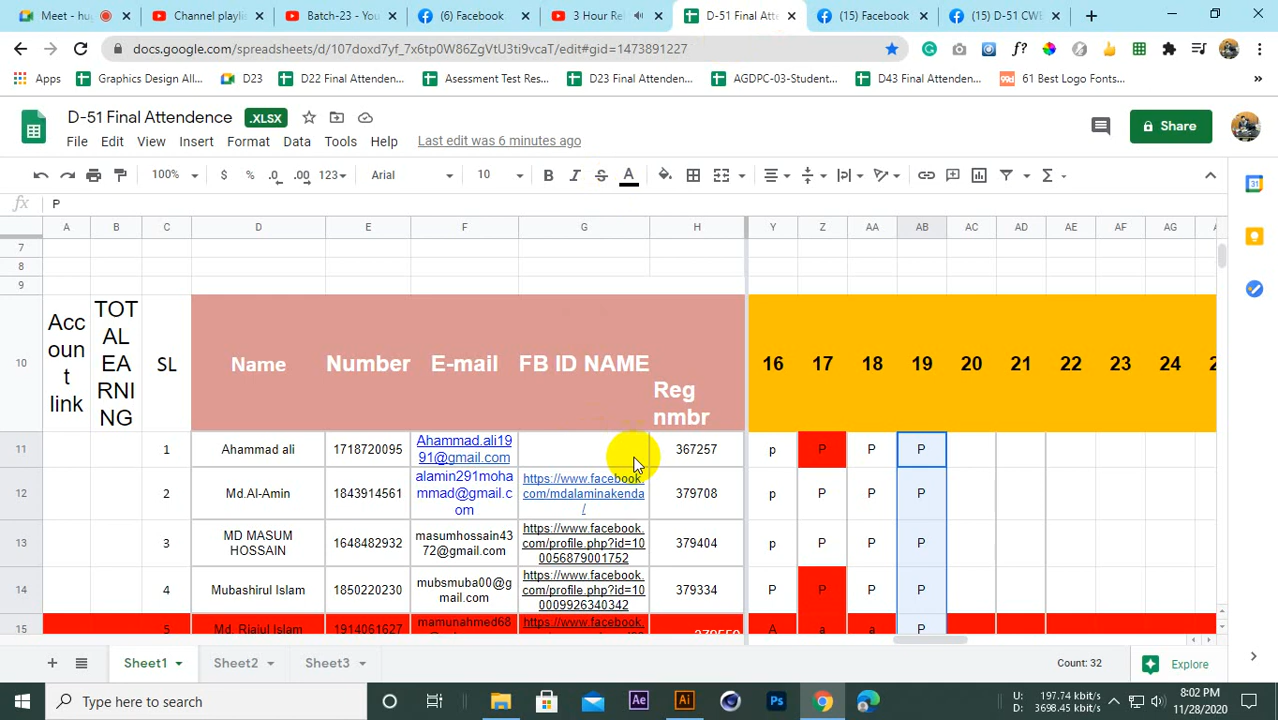 Channel playlis
Batch-23 - You
(6) Facebook
3 Hour Rel
D-51 Final Atte
(15) Facebook
(15) D-51 CWE
docs.google.com/spreadsheets/d/107doxd7yf_7x6tp0W86ZgVtU3ti9vcaT/edit#gid=1473891227
Apps
Graphics Design All...
D23
D22 Final Attenden...
Asessment Test Res...
D23 Final Attenden...
AGDPC-03-Student...
D43 Final Attenden...
61 Best Logo Fonts...
D-51 Final Attendence
.XLSX
Share
File Edit View Insert Format Data Tools Help
Last edit was 6 minutes ago
100% $ % .0 .00 123 Arial 10 B I S A Σ
fx P
A B C D E F G H Y Z AA AB AC AD AE AF AG
7
8
9
10
Account link
TOTAL EARNING
SL
Name
Number
E-mail
FB ID NAME
Reg nmbr
16 17 18 19 20 21 22 23 24 2
11 1 Ahammad ali 1718720095 Ahammad.ali1991@gmail.com 367257 p P P P
12 2 Md.Al-Amin 1843914561 alamin291mohammad@gmail.com https://www.facebook.com/mdalaminakenda/ 379708 p P P P
13 3 MD MASUM HOSSAIN 1648482932 masumhossain4372@gmail.com https://www.facebook.com/profile.php?id=100056879001752 379404 p P P P
14 4 Mubashirul Islam 1850220230 mubsmuba00@gmail.com https://www.facebook.com/profile.php?id=100009926340342 379334 P P P P
15 5 Md. Riajul Islam 1914061627 mamunahmed68 https://www.facebook 379550 A a a P
Sheet1
Sheet2
Sheet3
Count: 32
Explore
Type here to search
Ae
Ai
Ps
U: 197.74 kbit/s
D: 3698.45 kbit/s
8:02 PM
11/28/2020